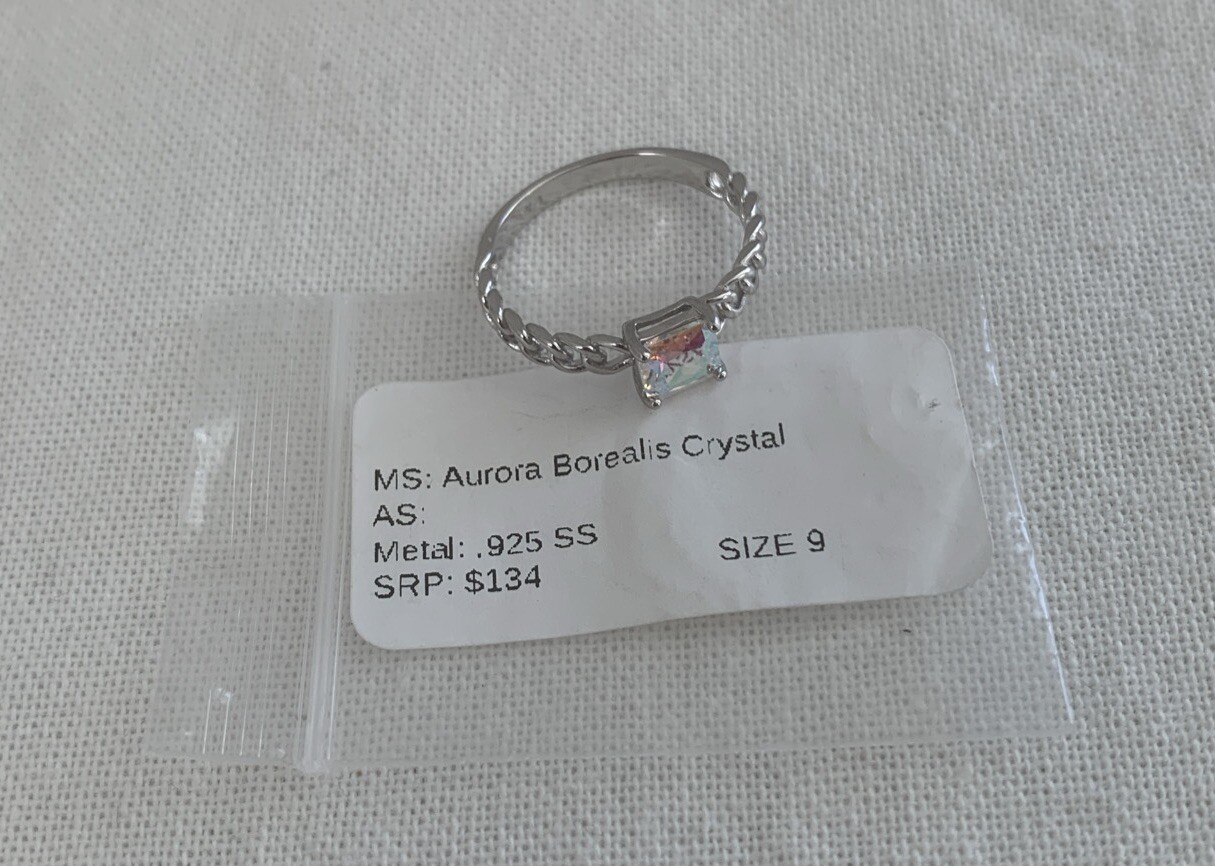 MS: Aurora Borealis Crystal
AS:
Metal: .925 SS
SIZE 9
SRP: $134